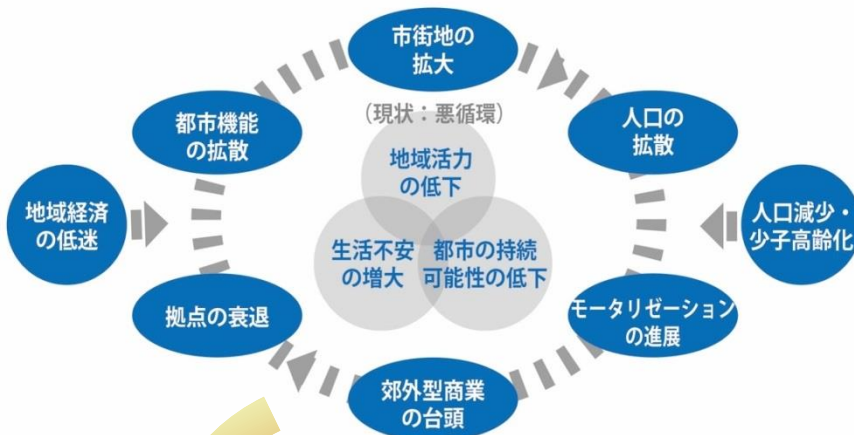 市街地の
拡大
(現状:悪循環)
都市機能
の拡散
人口の
拡散
地域活力
の低下
地域経済
の低迷
人口減少・
少子高齢化
生活不安
の増大
都市の持続
可能性の低下
拠点の衰退
モータリゼーション
の進展
郊外型商業
の台頭